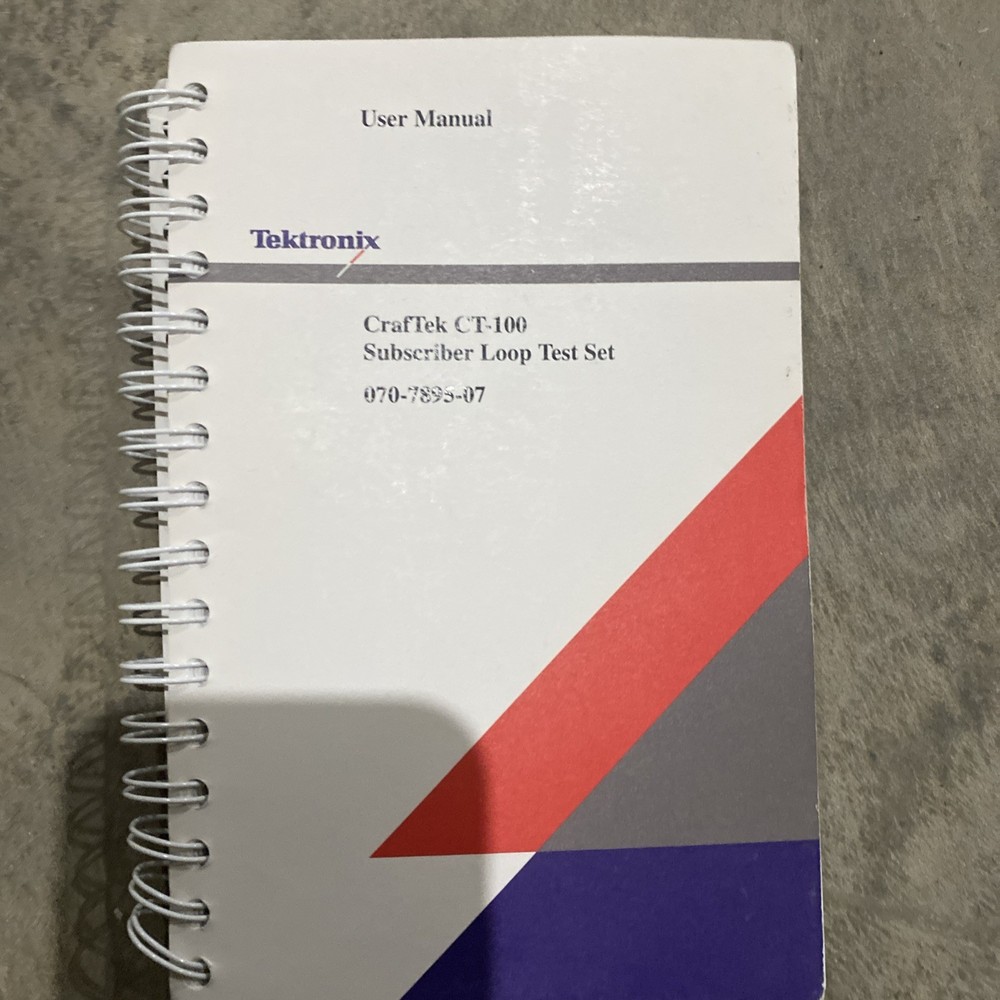 User Manual
Tektronix
CrafTek CT-100
Subscriber Loop Test Set
070-7895-07